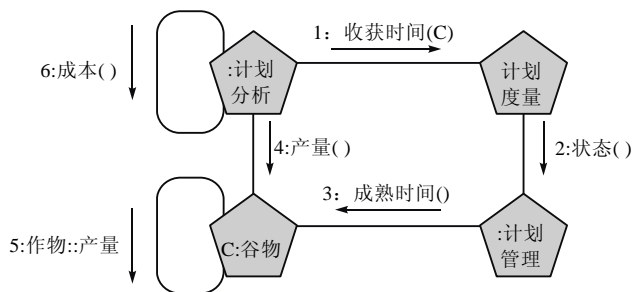 1：收获时间(C)
6:成本( )
:计划
分析
计划
度量
4:产量( )
2:状态( )
3：成熟时间()
5:作物::产量
C:谷物
:计划
管理